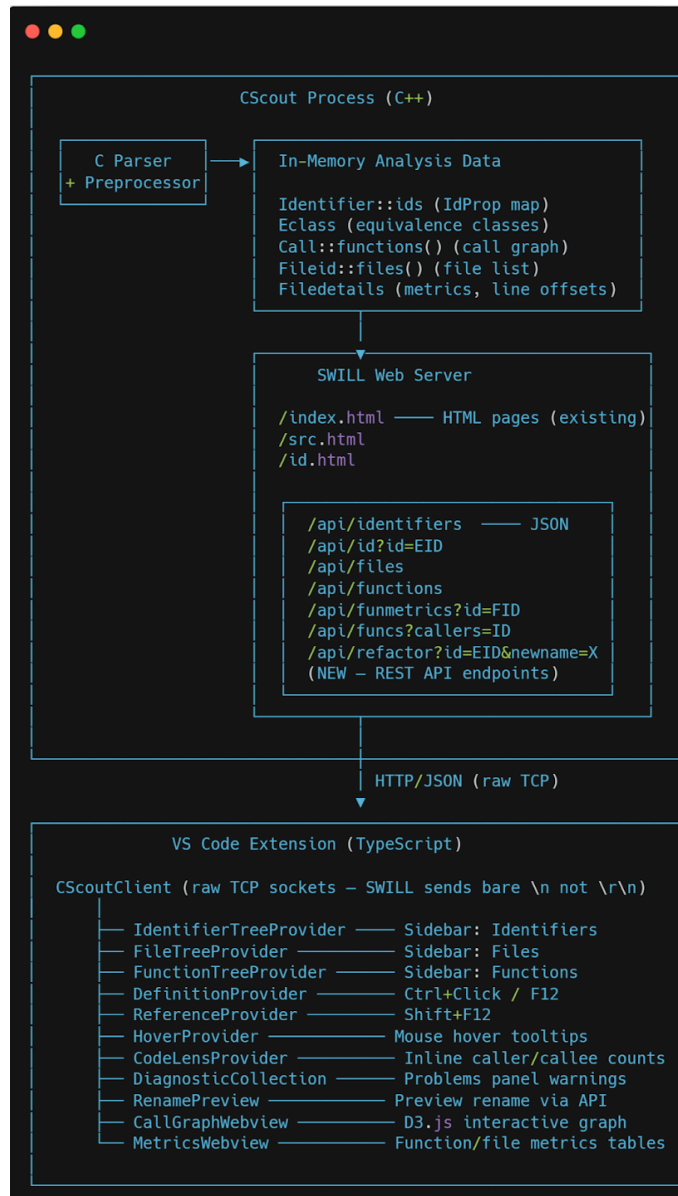 CScout Process (C++)
C Parser
+ Preprocessor
In-Memory Analysis Data
Identifier::ids (IdProp map)
Eclass (equivalence classes)
Call::functions() (call graph)
Fileid::files() (file list)
Filedetails (metrics, line offsets)
SWILL Web Server
/index.html ──── HTML pages (existing)
/src.html
/id.html
/api/identifiers ──── JSON
/api/id?id=EID
/api/files
/api/functions
/api/funmetrics?id=FID
/api/funcs?callers=ID
/api/refactor?id=EID&newname=X
(NEW — REST API endpoints)
HTTP/JSON (raw TCP)
VS Code Extension (TypeScript)
CScoutClient (raw TCP sockets — SWILL sends bare \n not \r\n)
├── IdentifierTreeProvider ──── Sidebar: Identifiers
├── FileTreeProvider ────────── Sidebar: Files
├── FunctionTreeProvider ────── Sidebar: Functions
├── DefinitionProvider ──────── Ctrl+Click / F12
├── ReferenceProvider ───────── Shift+F12
├── HoverProvider ───────────── Mouse hover tooltips
├── CodeLensProvider ────────── Inline caller/callee counts
├── DiagnosticCollection ────── Problems panel warnings
├── RenamePreview ───────────── Preview rename via API
├── CallGraphWebview ────────── D3.js interactive graph
└── MetricsWebview ──────────── Function/file metrics tables